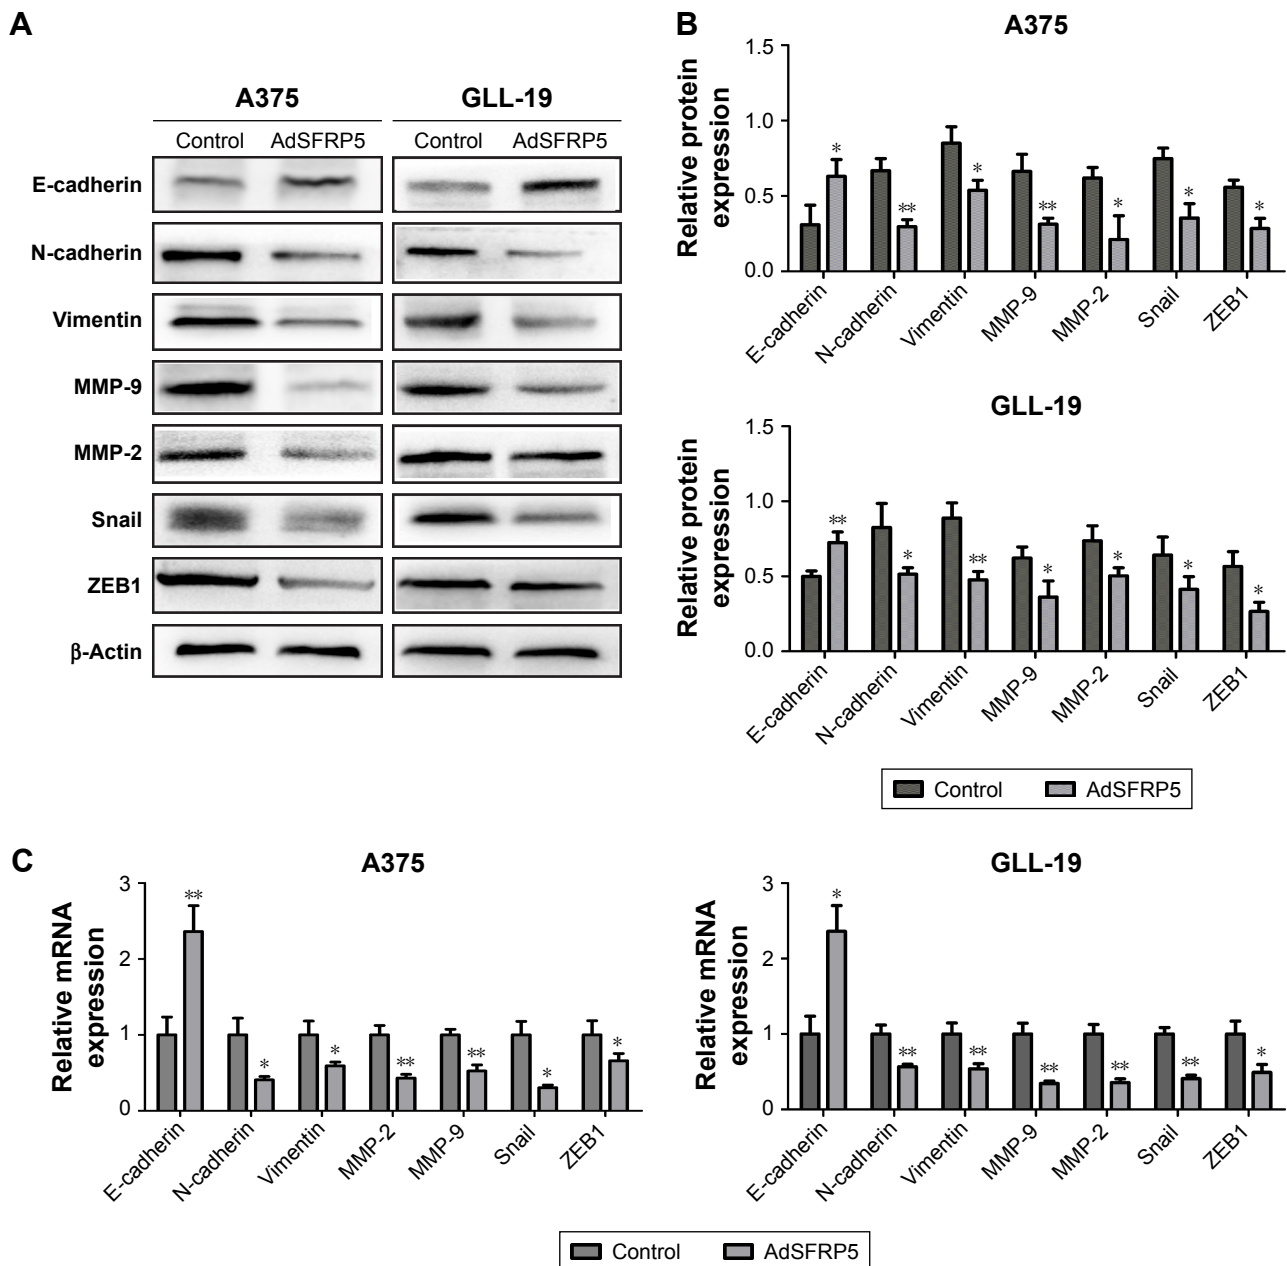 A
A375 GLL-19
Control AdSFRP5 Control AdSFRP5
E-cadherin
N-cadherin
Vimentin
MMP-9
MMP-2
Snail
ZEB1
β-Actin
B
A375
Relative protein
expression
1.5
1.0
0.5
0.0
* ** * ** * * *
E-cadherin N-cadherin Vimentin MMP-9 MMP-2 Snail ZEB1
GLL-19
Relative protein
expression
1.5
1.0
0.5
0.0
** * ** * * * *
E-cadherin N-cadherin Vimentin MMP-9 MMP-2 Snail ZEB1
Control AdSFRP5
C
A375
Relative mRNA
expression
3
2
1
0
** * * ** ** * *
E-cadherin N-cadherin Vimentin MMP-2 MMP-9 Snail ZEB1
GLL-19
Relative mRNA
expression
3
2
1
0
* ** ** ** ** ** *
E-cadherin N-cadherin Vimentin MMP-9 MMP-2 Snail ZEB1
Control AdSFRP5